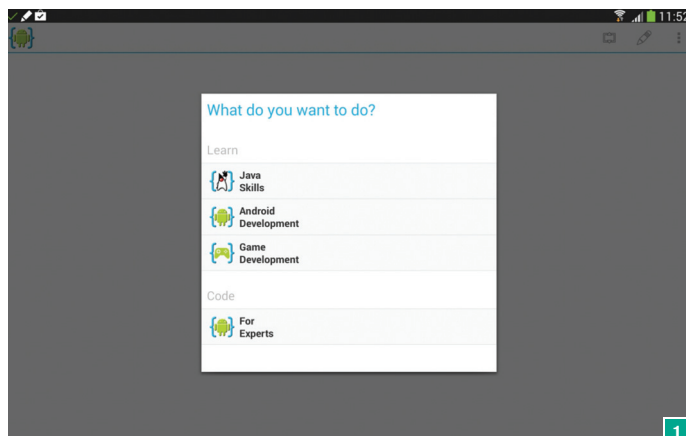 11:52
What do you want to do?
Learn
Java
Skills
Android
Development
Game
Development
Code
For
Experts
1